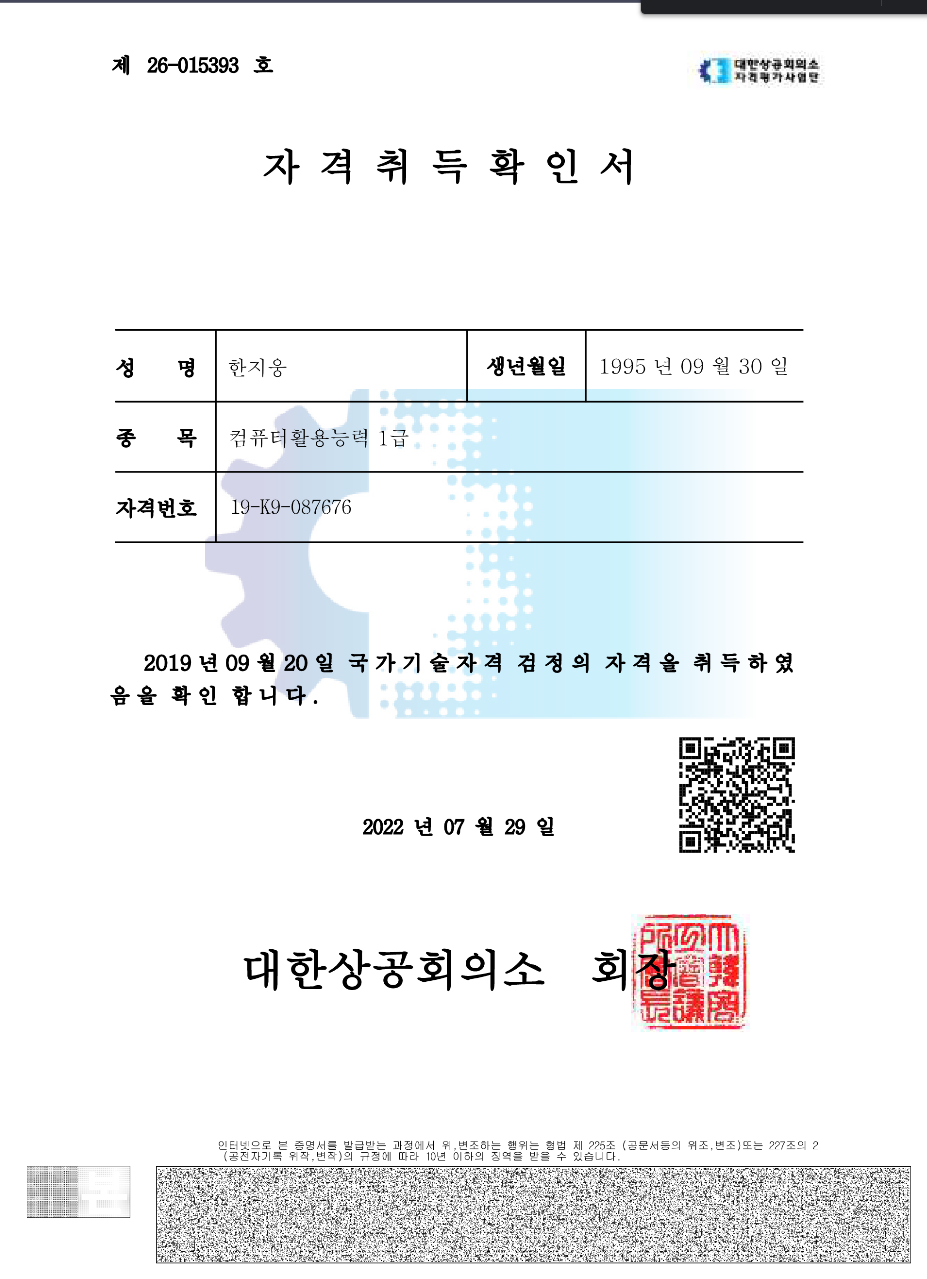 제 26-015393 호
대한상공회의소
자격평가사업단
자 격 취 득 확 인 서
성 명 한지웅 생년월일 1995 년 09 월 30 일
종 목 컴퓨터활용능력 1급
자격번호 19-K9-087676
2019 년 09 월 20 일 국 가 기 술 자 격 검 정 의 자 격 을 취 득 하 였
음 을 확 인 합 니 다 .
2022 년 07 월 29 일
대한상공회의소 회장
인터넷으로 본 증명서를 발급받는 과정에서 위,변조하는 행위는 형법 제 225조 (공문서등의 위조,변조)또는 227조의 2
(공전자기록 위작,변작)의 규정에 따라 10년 이하의 징역을 받을 수 있습니다.